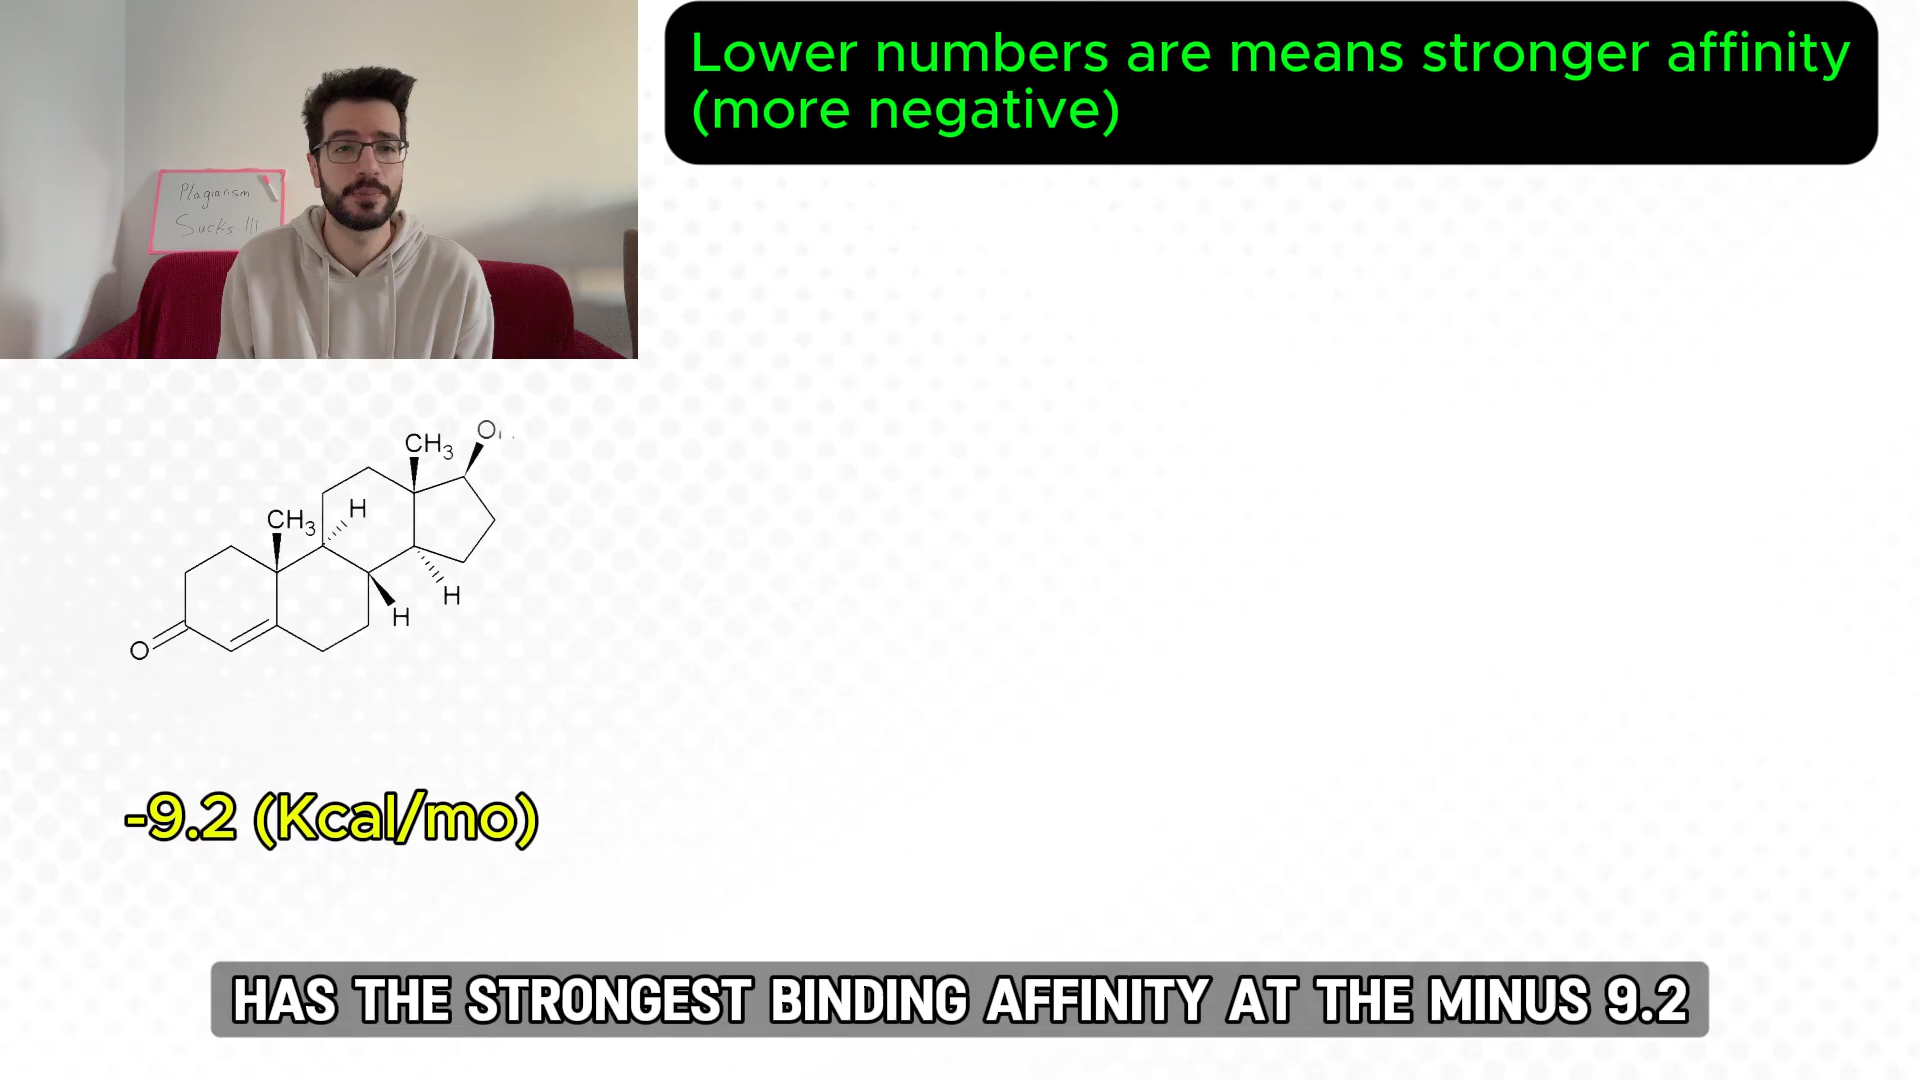 Lower numbers are means stronger affinity
(more negative)
Plagiarism
Sucks !!!
CH3
O
CH3
H
H
H
O
-9.2 (Kcal/mo)
HAS THE STRONGEST BINDING AFFINITY AT THE MINUS 9.2